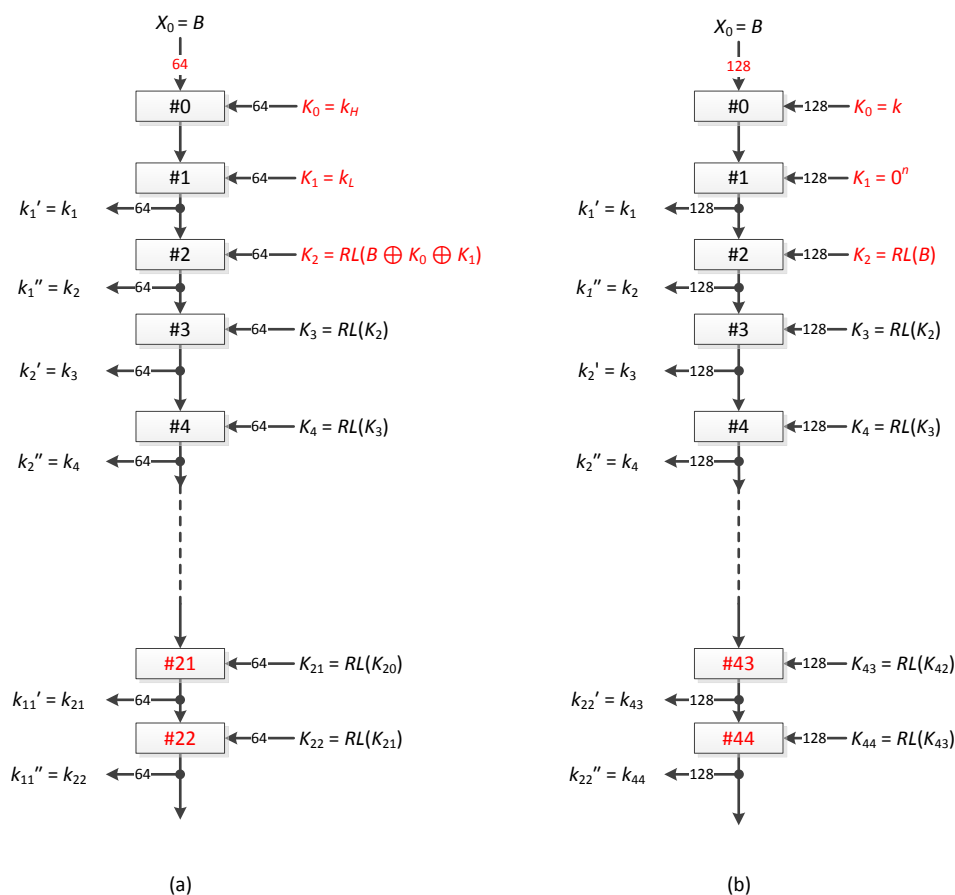 X₀ = B
64
#0
64
K₀ = k_H
#1
64
K₁ = k_L
k₁′ = k₁
64
#2
64
K₂ = RL(B ⊕ K₀ ⊕ K₁)
k₁″ = k₂
64
#3
64
K₃ = RL(K₂)
k₂′ = k₃
64
#4
64
K₄ = RL(K₃)
k₂″ = k₄
64
#21
64
K₂₁ = RL(K₂₀)
k₁₁′ = k₂₁
64
#22
64
K₂₂ = RL(K₂₁)
k₁₁″ = k₂₂
64
(a)
X₀ = B
128
#0
128
K₀ = k
#1
128
K₁ = 0ⁿ
k₁′ = k₁
128
#2
128
K₂ = RL(B)
k₁″ = k₂
128
#3
128
K₃ = RL(K₂)
k₂' = k₃
128
#4
128
K₄ = RL(K₃)
k₂″ = k₄
128
#43
128
K₄₃ = RL(K₄₂)
k₂₂′ = k₄₃
128
#44
128
K₄₄ = RL(K₄₃)
k₂₂″ = k₄₄
128
(b)